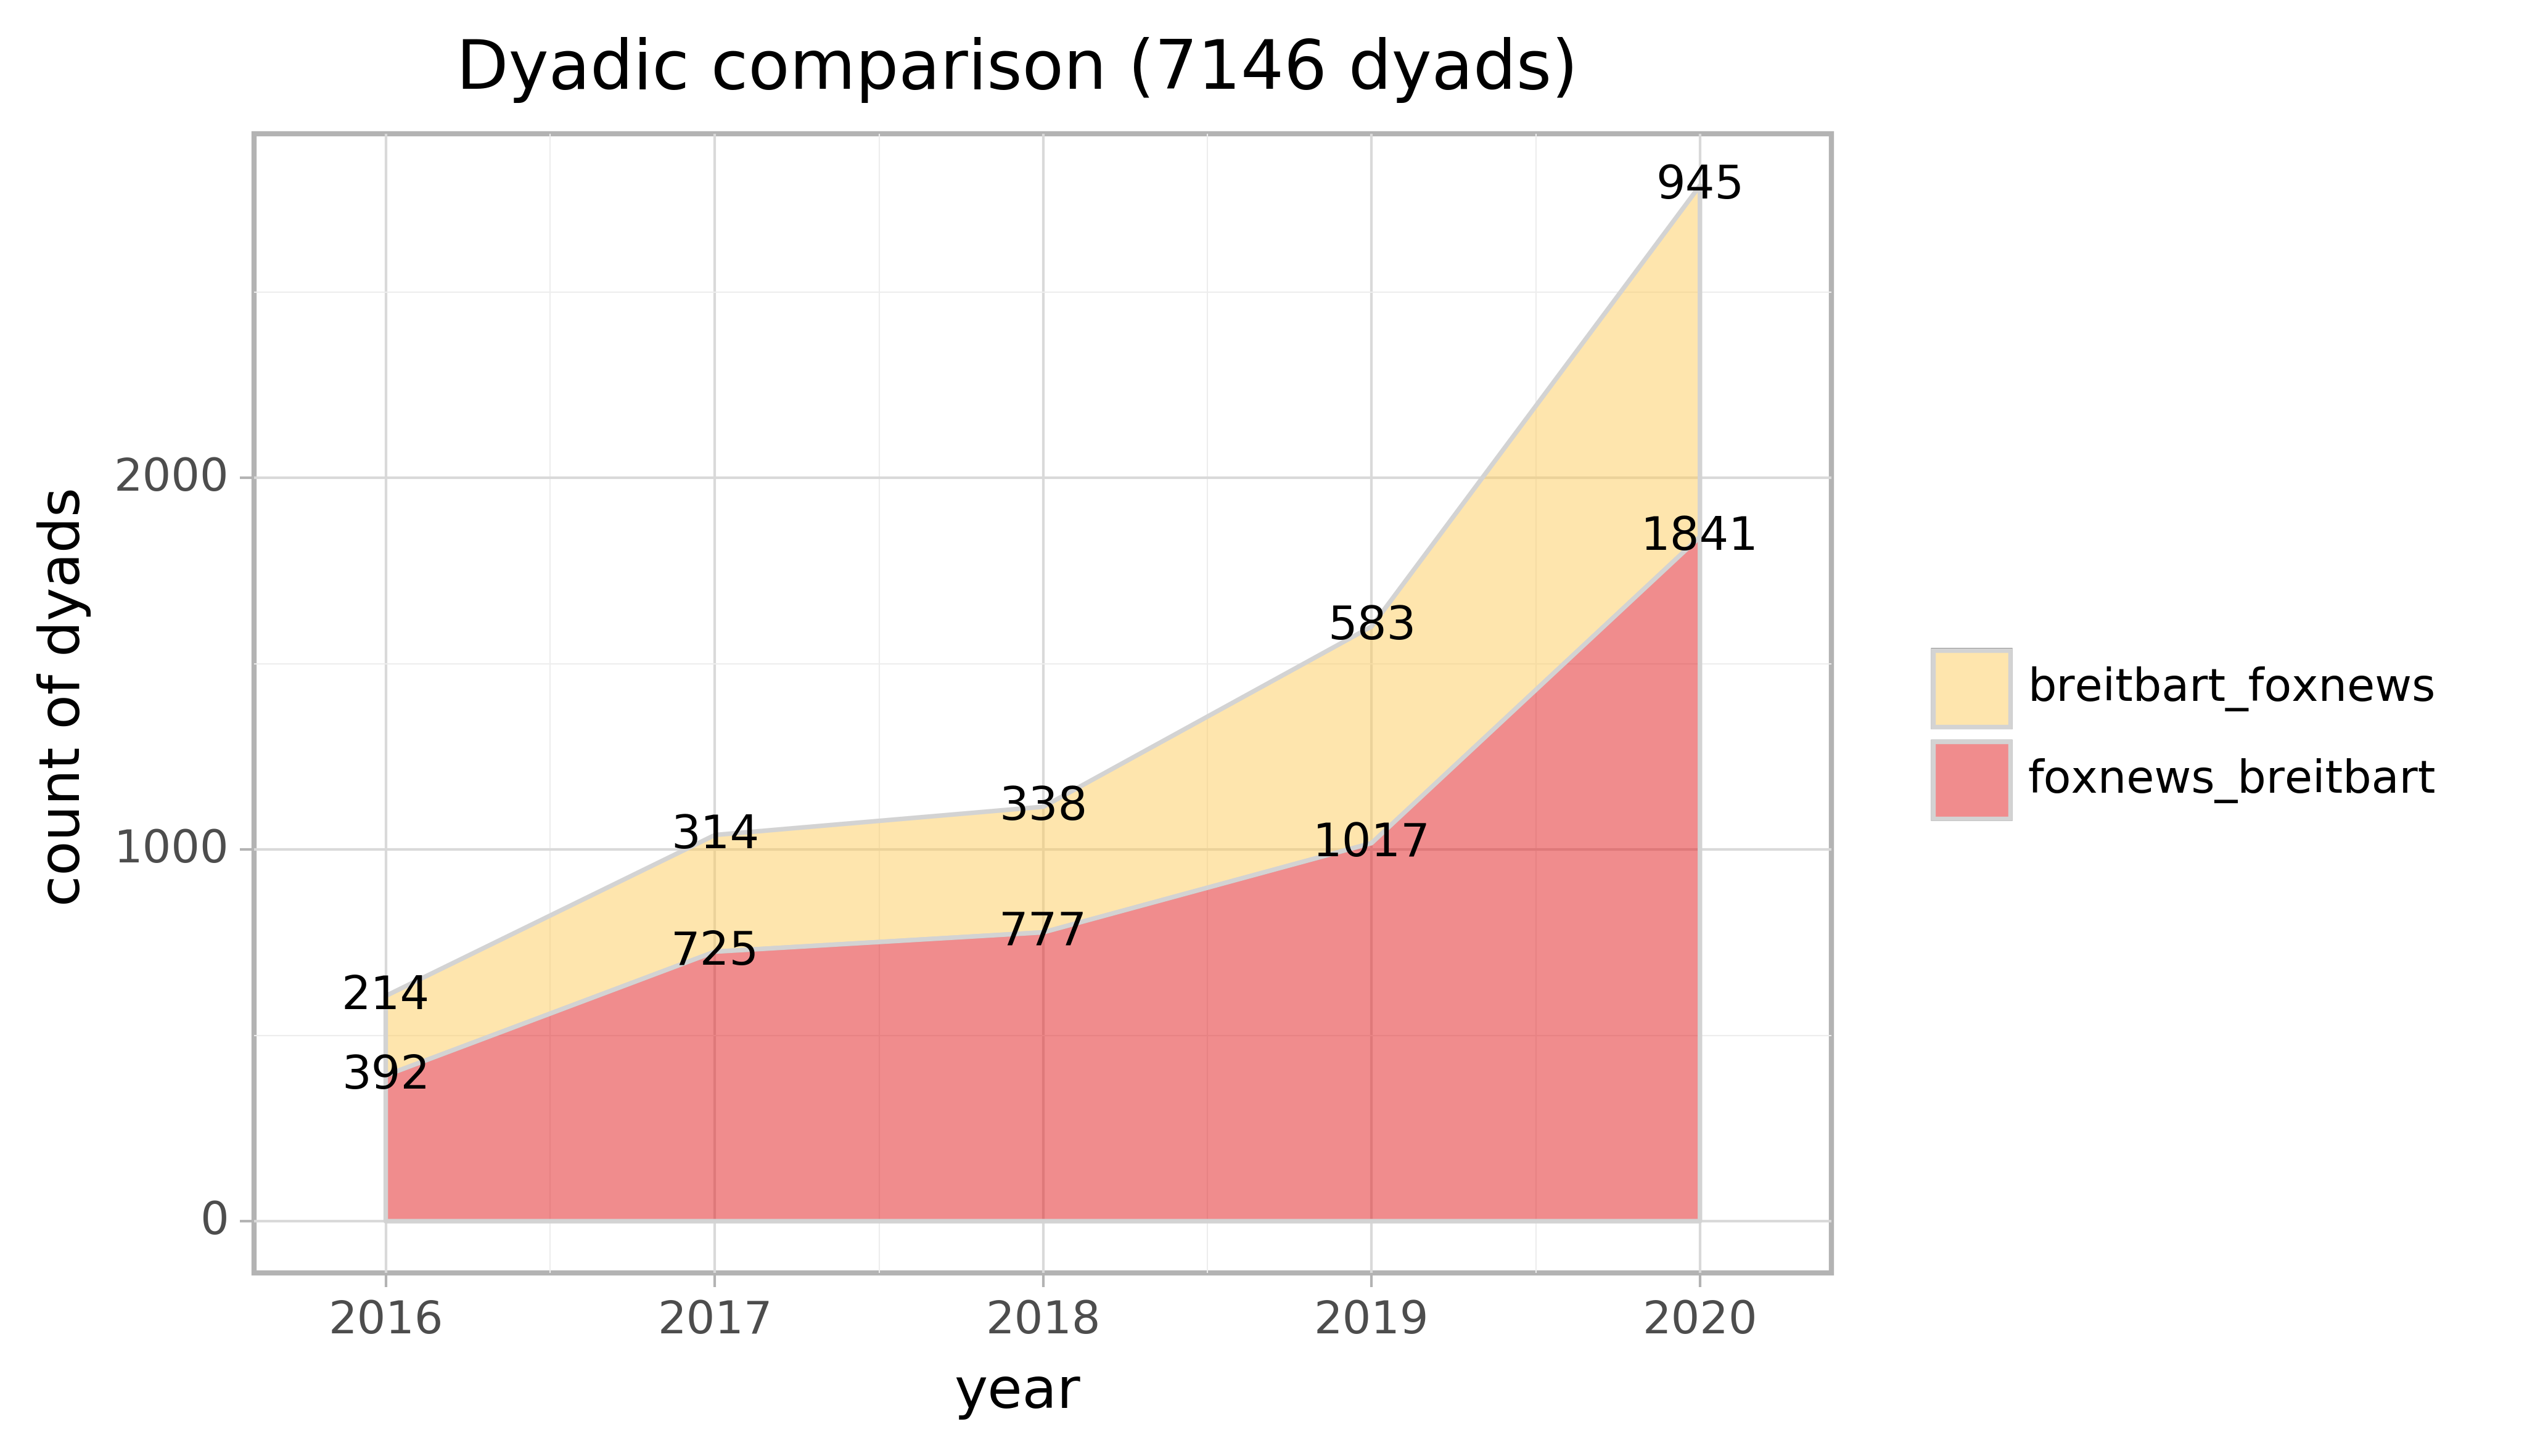 Dyadic comparison (7146 dyads)
count of dyads
2000
1000
0
945
1841
583
1017
338
777
314
725
214
392
2016 2017 2018 2019 2020
year
breitbart_foxnews
foxnews_breitbart